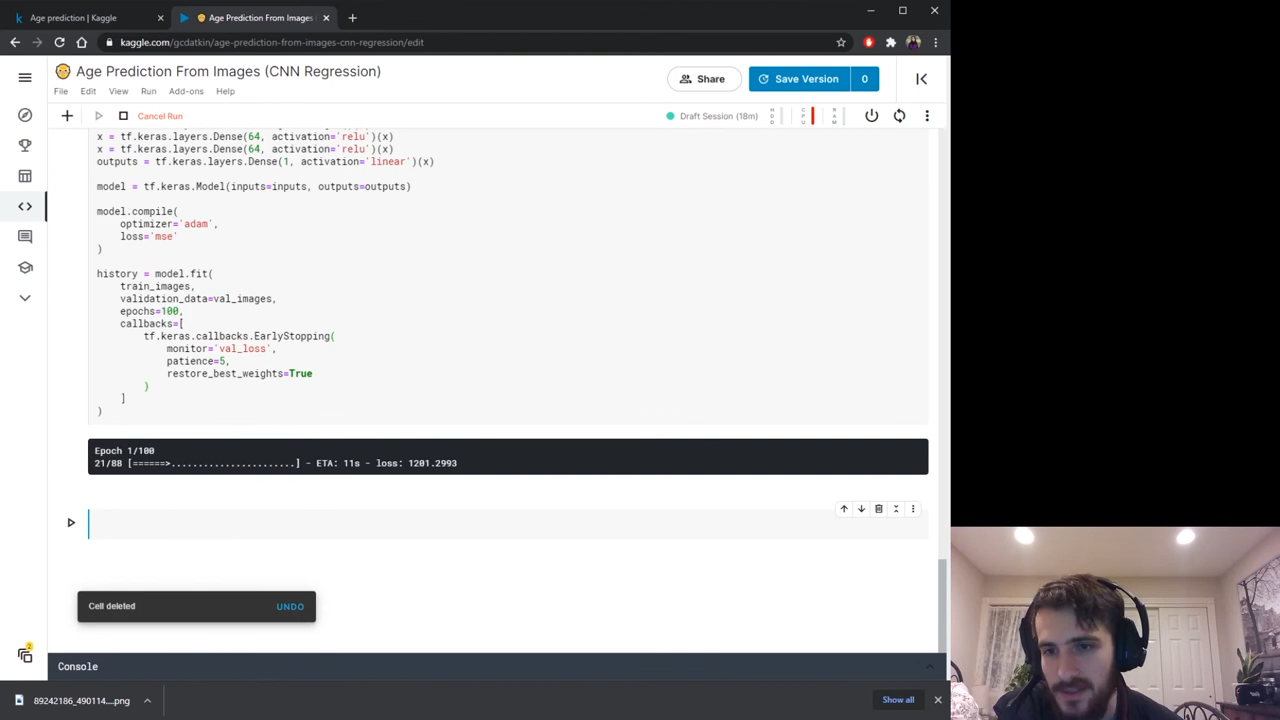 Age prediction | Kaggle
Age Prediction From Images
kaggle.com/gcdatkin/age-prediction-from-images-cnn-regression/edit
Age Prediction From Images (CNN Regression)
Share
Save Version
0
File Edit View Run Add-ons Help
Cancel Run
Draft Session (18m)
HDD
CPU
RAM
x = tf.keras.layers.Dense(64, activation='relu')(x)
x = tf.keras.layers.Dense(64, activation='relu')(x)
outputs = tf.keras.layers.Dense(1, activation='linear')(x)
model = tf.keras.Model(inputs=inputs, outputs=outputs)
model.compile(
optimizer='adam',
loss='mse'
)
history = model.fit(
train_images,
validation_data=val_images,
epochs=100,
callbacks=[
tf.keras.callbacks.EarlyStopping(
monitor='val_loss',
patience=5,
restore_best_weights=True
)
]
)
Epoch 1/100
21/88 [======>.......................] - ETA: 11s - loss: 1201.2993
Cell deleted
UNDO
Console
89242186_490114....png
Show all